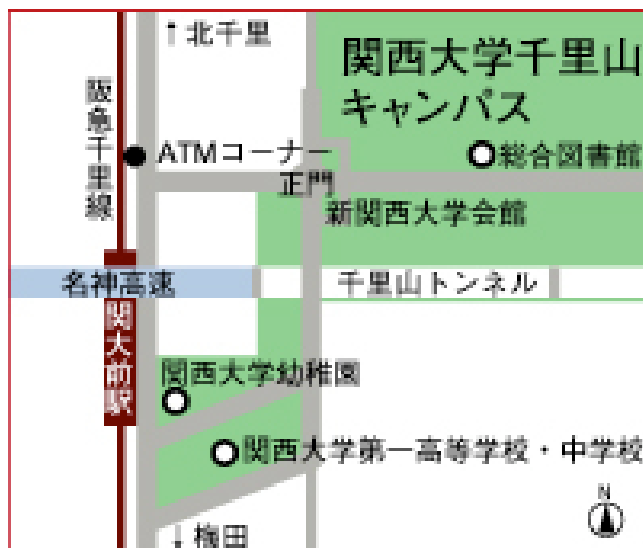 ↑北千里
関西大学千里山
キャンパス
阪急千里線
ATMコーナー
総合図書館
正門
新関西大学会館
名神高速
千里山トンネル
関大前駅
関西大学幼稚園
関西大学第一高等学校・中学校
N
↓梅田